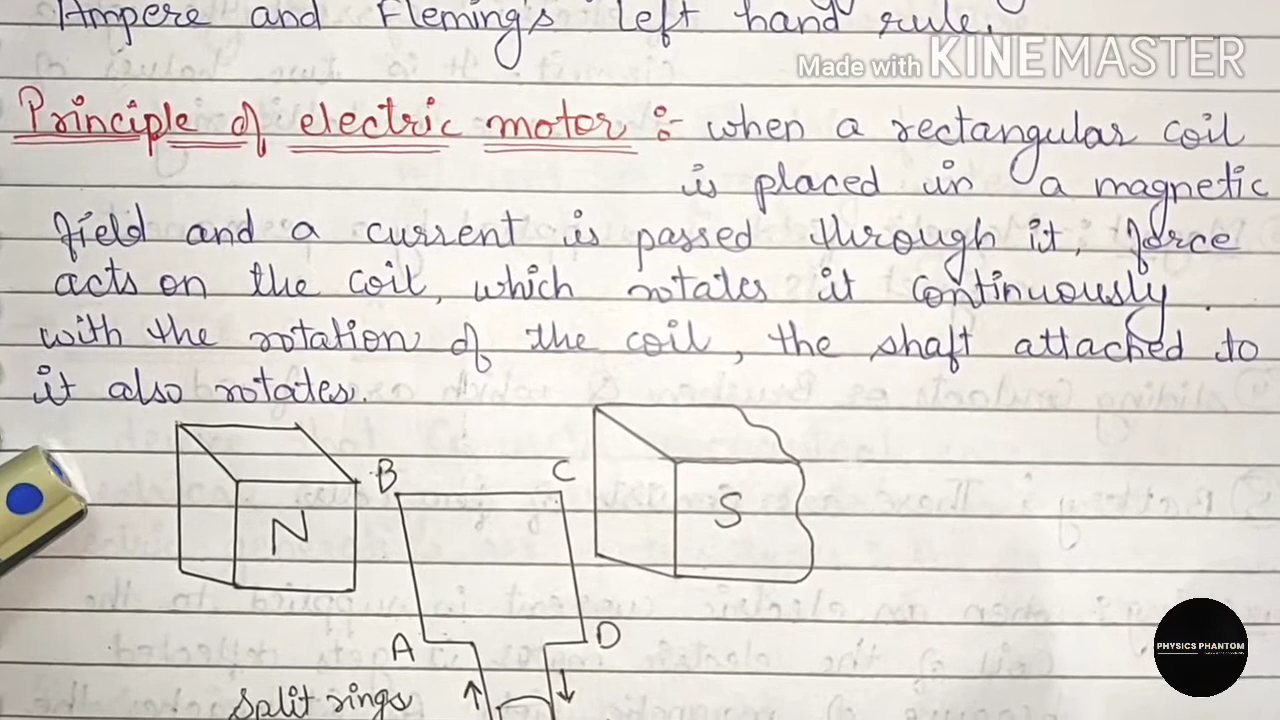 Ampere and Fleming's left hand rule.
Made with KINEMASTER
Principle of electric motor :- when a rectangular coil
is placed in a magnetic
field and a current is passed through it, force
acts on the coil, which rotates it continuously.
with the rotation of the coil, the shaft attached to
it also rotates.
B C
N S
A D
Split rings
PHYSICS PHANTOM